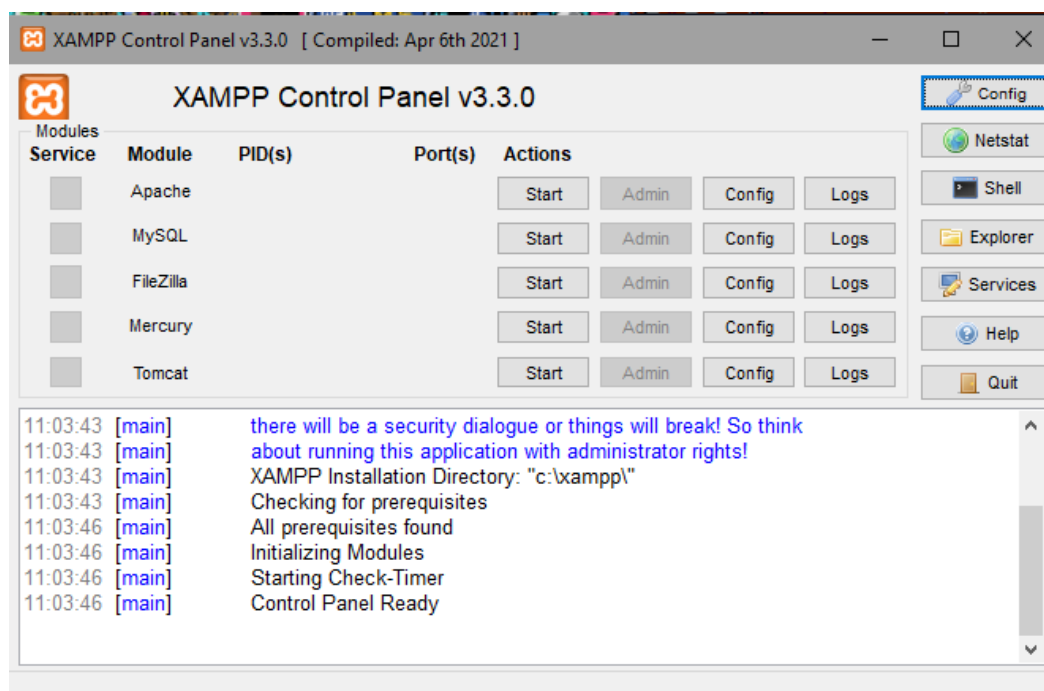 XAMPP Control Panel v3.3.0 [ Compiled: Apr 6th 2021 ]
XAMPP Control Panel v3.3.0
Config
Modules
Service Module PID(s) Port(s) Actions
Netstat
Apache Start Admin Config Logs
Shell
MySQL Start Admin Config Logs
Explorer
FileZilla Start Admin Config Logs
Services
Mercury Start Admin Config Logs
Help
Tomcat Start Admin Config Logs
Quit
11:03:43 [main] there will be a security dialogue or things will break! So think
11:03:43 [main] about running this application with administrator rights!
11:03:43 [main] XAMPP Installation Directory: "c:\xampp\"
11:03:43 [main] Checking for prerequisites
11:03:46 [main] All prerequisites found
11:03:46 [main] Initializing Modules
11:03:46 [main] Starting Check-Timer
11:03:46 [main] Control Panel Ready